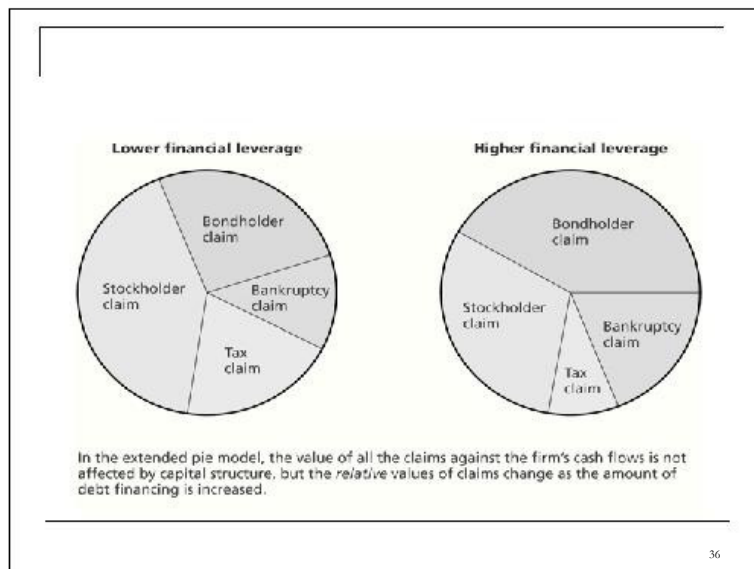 Lower financial leverage
Bondholder
claim
Stockholder
claim
Bankruptcy
claim
Tax
claim
Higher financial leverage
Bondholder
claim
Stockholder
claim
Bankruptcy
claim
Tax
claim
In the extended pie model, the value of all the claims against the firm's cash flows is not
affected by capital structure, but the relative values of claims change as the amount of
debt financing is increased.
36